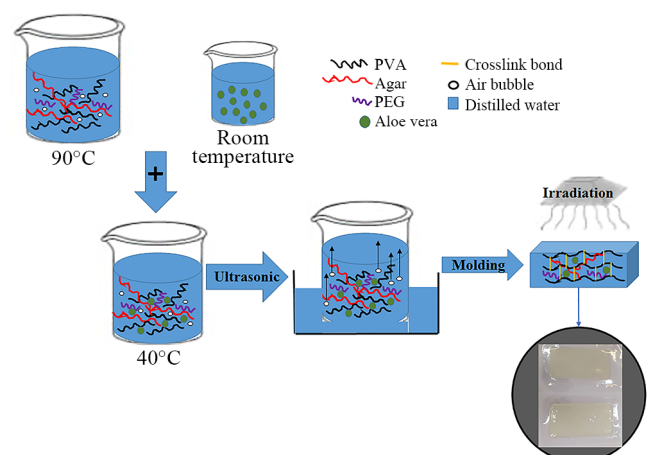 90°C
Room
temperature
PVA
Agar
PEG
Aloe vera
Crosslink bond
Air bubble
Distilled water
+
40°C
Ultrasonic
Molding
Irradiation